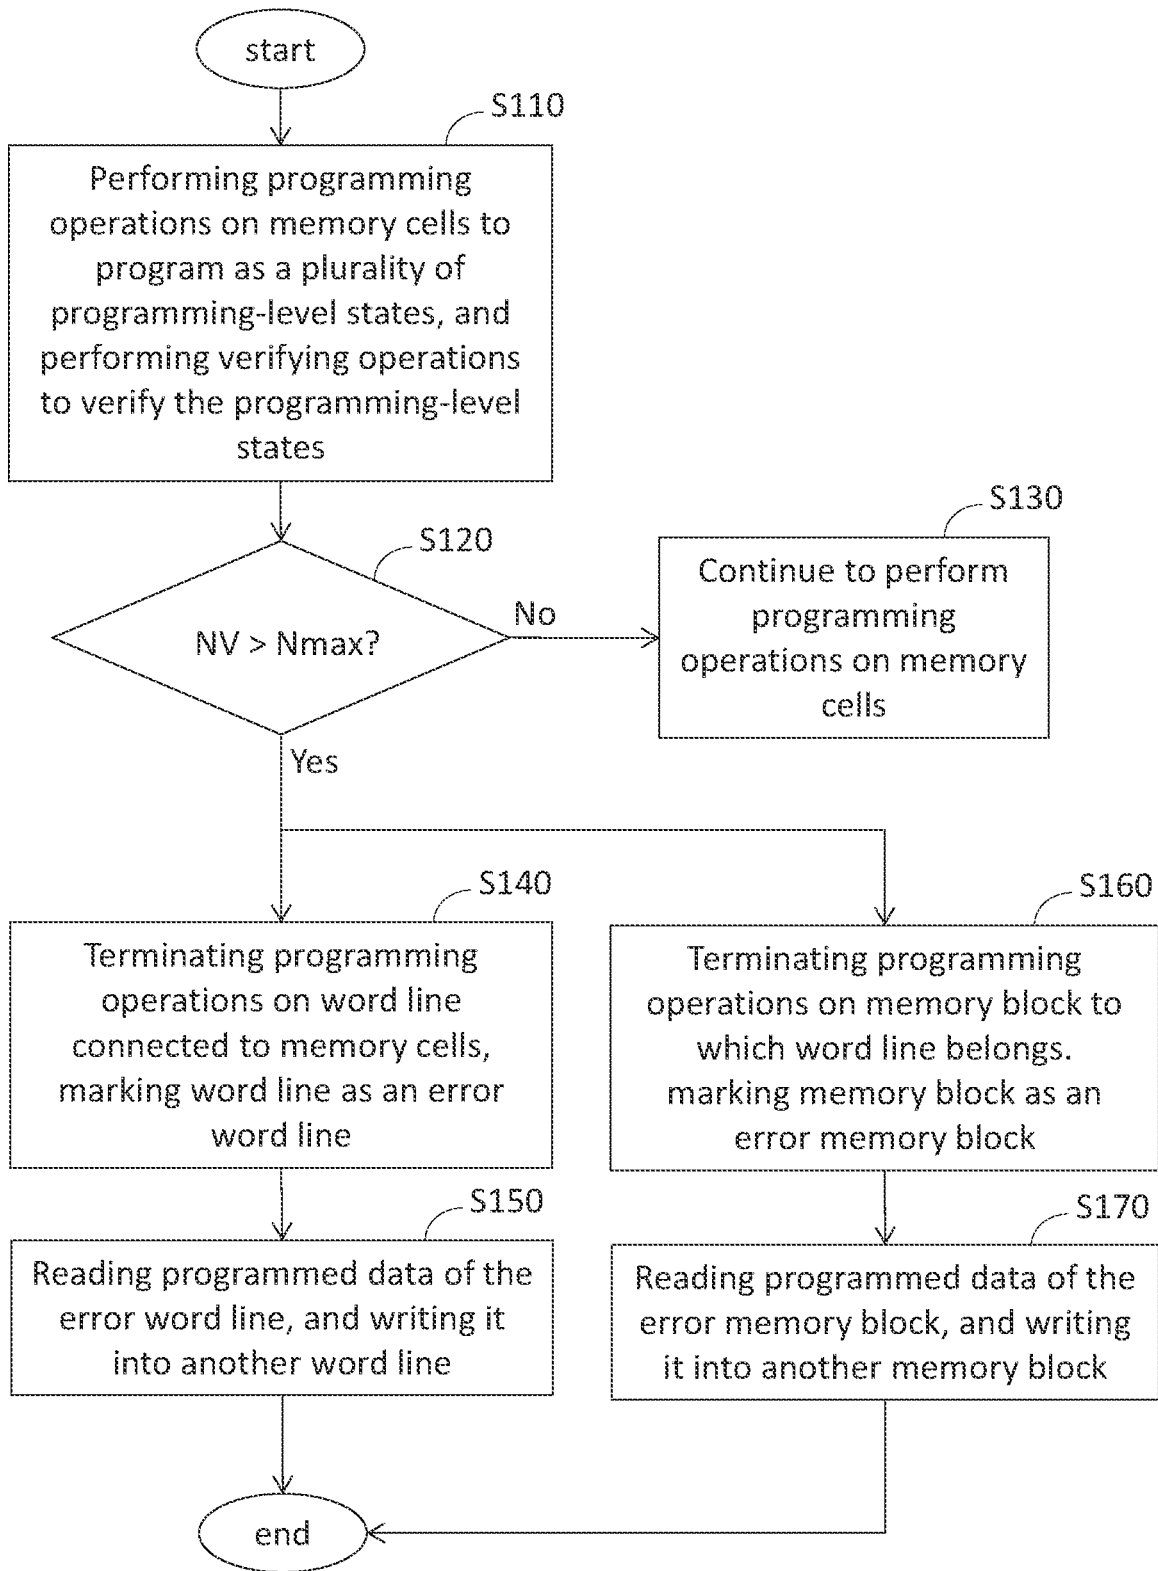 start
S110
Performing programming
operations on memory cells to
program as a plurality of
programming-level states, and
performing verifying operations
to verify the programming-level
states
S120
NV > Nmax?
No
S130
Continue to perform
programming
operations on memory
cells
Yes
S140
Terminating programming
operations on word line
connected to memory cells,
marking word line as an error
word line
S160
Terminating programming
operations on memory block to
which word line belongs.
marking memory block as an
error memory block
S150
Reading programmed data of the
error word line, and writing it
into another word line
S170
Reading programmed data of the
error memory block, and writing
it into another memory block
end